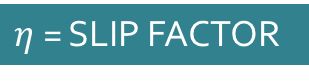 η = SLIP FACTOR